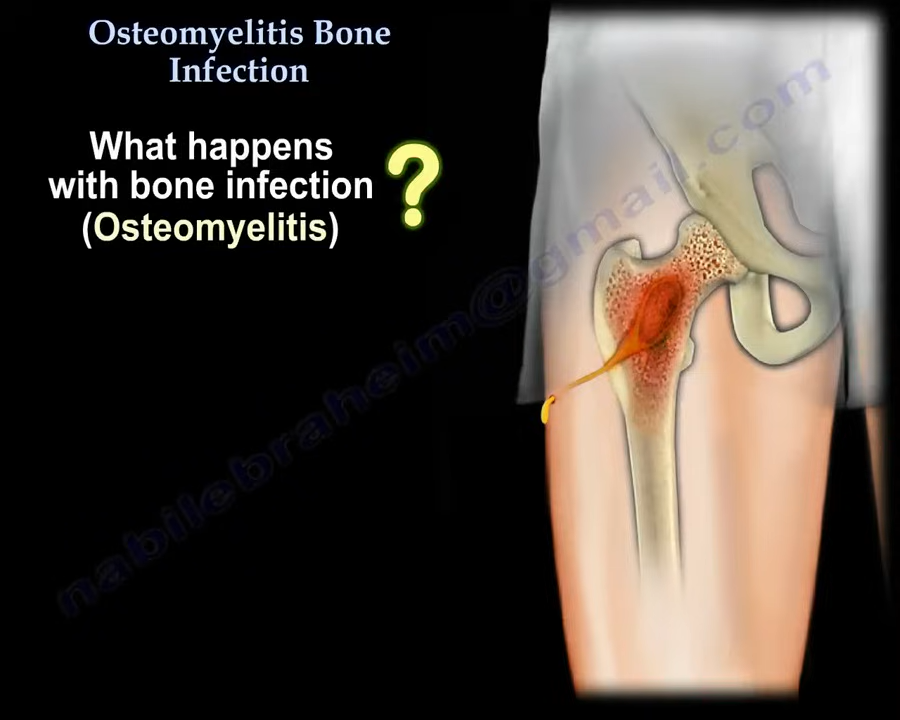 Osteomyelitis Bone
Infection
What happens
with bone infection
(Osteomyelitis)
?
nabilebraheim@gmail.com